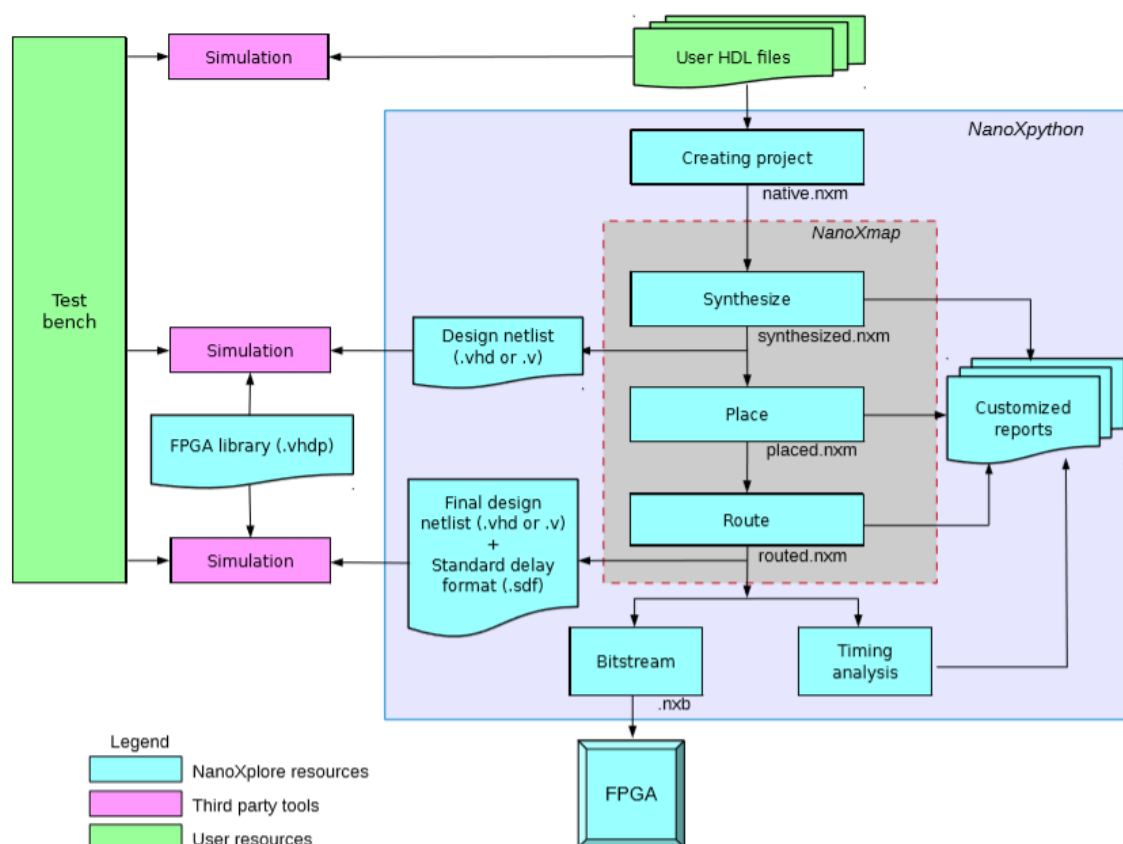 Simulation
User HDL files
NanoXpython
Creating project
native.nxm
NanoXmap
Synthesize
synthesized.nxm
Test
bench
Simulation
Design netlist
(.vhd or .v)
Place
placed.nxm
Customized
reports
FPGA library (.vhdp)
Final design
netlist (.vhd or .v)
+
Standard delay
format (.sdf)
Route
routed.nxm
Simulation
Bitstream
.nxb
Timing
analysis
FPGA
Legend
NanoXplore resources
Third party tools
User resources